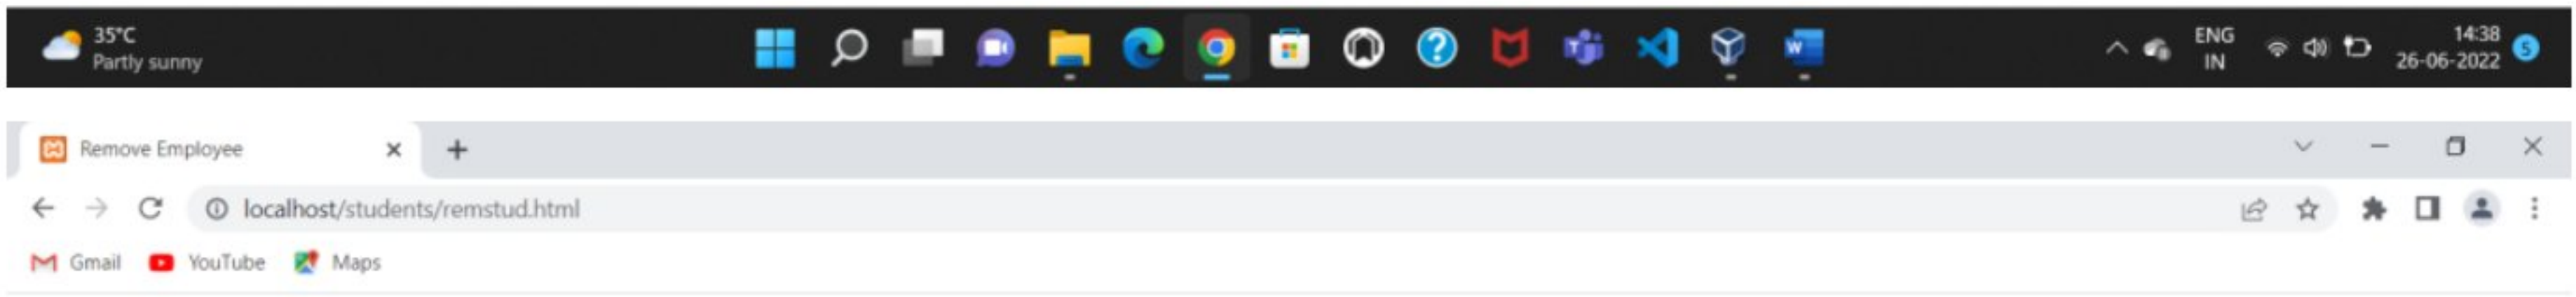 35°C
Partly sunny
ENG
IN
14:38
26-06-2022
5
Remove Employee
localhost/students/remstud.html
Gmail YouTube Maps